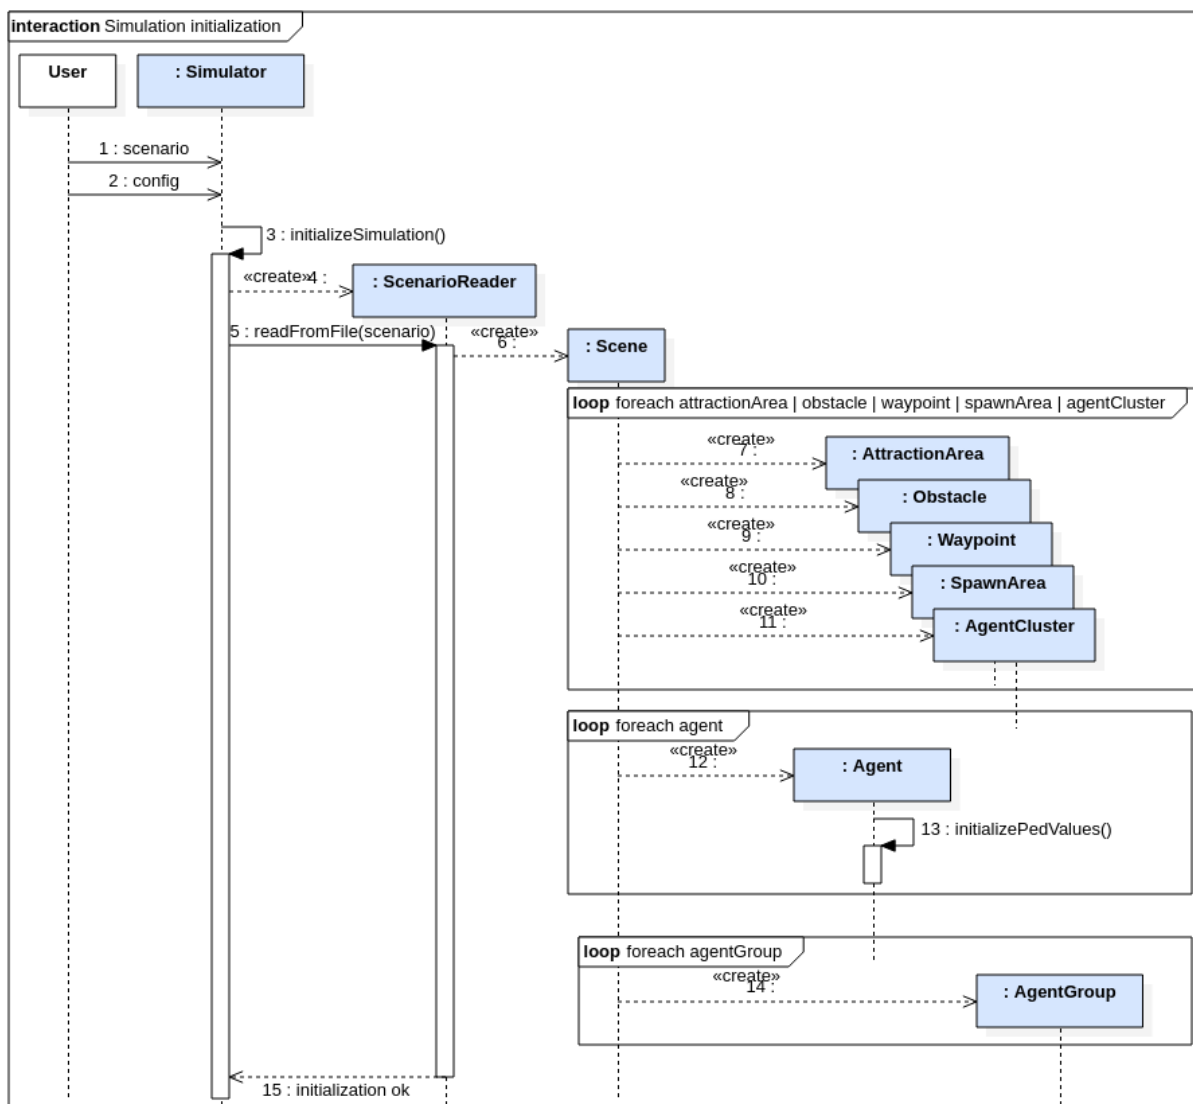 interaction Simulation initialization
User
: Simulator
1 : scenario
2 : config
3 : initializeSimulation()
«create»
4 :
: ScenarioReader
5 : readFromFile(scenario)
«create»
6 :
: Scene
loop foreach attractionArea | obstacle | waypoint | spawnArea | agentCluster
«create»
7 :
: AttractionArea
«create»
8 :
: Obstacle
«create»
9 :
: Waypoint
«create»
10 :
: SpawnArea
«create»
11 :
: AgentCluster
loop foreach agent
«create»
12 :
: Agent
13 : initializePedValues()
loop foreach agentGroup
«create»
14 :
: AgentGroup
15 : initialization ok